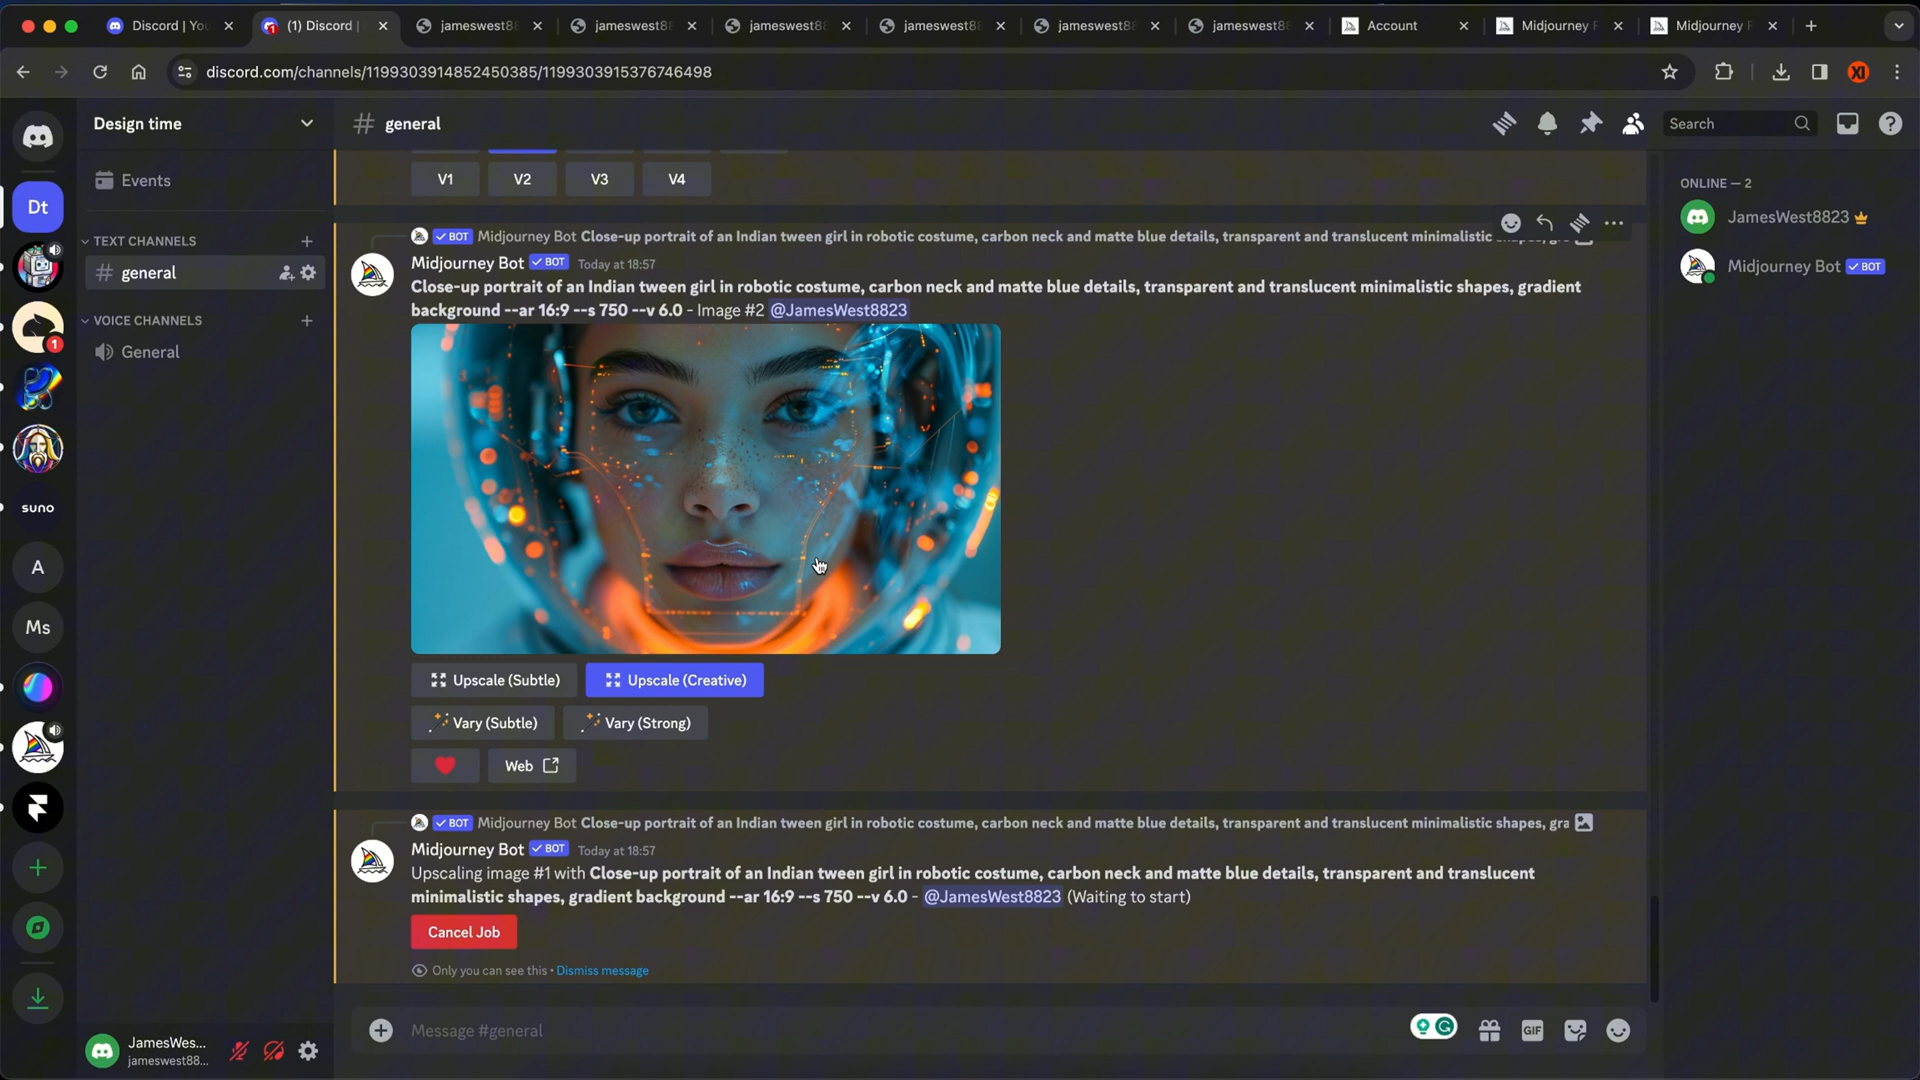 Discord | You
(1) Discord |
jameswest88
jameswest88
jameswest88
jameswest88
jameswest88
jameswest88
Account
Midjourney F
Midjourney F
discord.com/channels/1199303914852450385/1199303915376746498
XI
Design time
general
Search
Events
TEXT CHANNELS
general
VOICE CHANNELS
General
Dt
1
suno
A
Ms
V1 V2 V3 V4
BOT Midjourney Bot Close-up portrait of an Indian tween girl in robotic costume, carbon neck and matte blue details, transparent and translucent minimalistic
Midjourney Bot BOT Today at 18:57
Close-up portrait of an Indian tween girl in robotic costume, carbon neck and matte blue details, transparent and translucent minimalistic shapes, gradient
background --ar 16:9 --s 750 --v 6.0 - Image #2 @JamesWest8823
Upscale (Subtle) Upscale (Creative)
Vary (Subtle) Vary (Strong)
Web
BOT Midjourney Bot Close-up portrait of an Indian tween girl in robotic costume, carbon neck and matte blue details, transparent and translucent minimalistic shapes, gra
Midjourney Bot BOT Today at 18:57
Upscaling image #1 with Close-up portrait of an Indian tween girl in robotic costume, carbon neck and matte blue details, transparent and translucent
minimalistic shapes, gradient background --ar 16:9 --s 750 --v 6.0 - @JamesWest8823 (Waiting to start)
Cancel Job
Only you can see this • Dismiss message
Message #general
GIF
ONLINE — 2
JamesWest8823
Midjourney Bot BOT
JamesWes...
jameswest88...